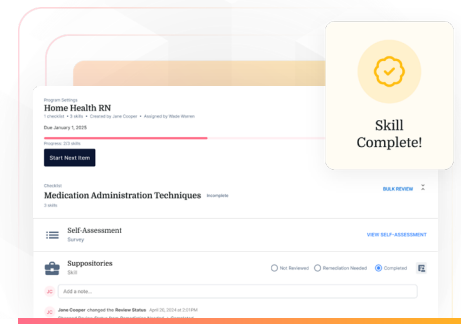 Skill
Complete!
Program Settings
Home Health RN
1 checklist • 3 skills • Created by Jane Cooper • Assigned by Wade Warren
Due January 1, 2025
Progress: 2/3 skills
Start Next Item
Checklist
Medication Administration Techniques Incomplete
BULK REVIEW
3 skills
Self-Assessment
Survey
VIEW SELF-ASSESSMENT
Suppositories
Skill
Not Reviewed Remediation Needed Completed
JC Add a note...
JC Jane Cooper changed the Review Status April 30, 2024 at 2:51PM